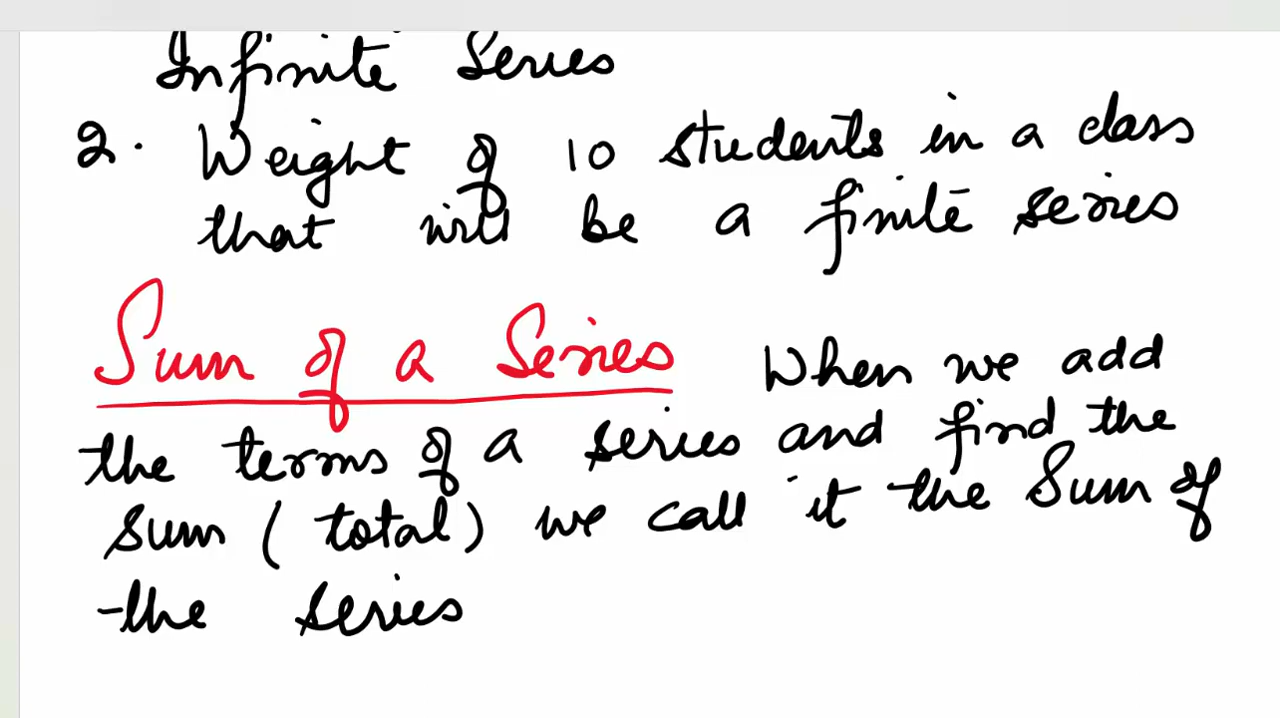 Infinite Series
2. Weight of 10 students in a class
that will be a finite series
Sum of a Series When we add
the terms of a series and find the
sum (total) we call it the Sum of
the series